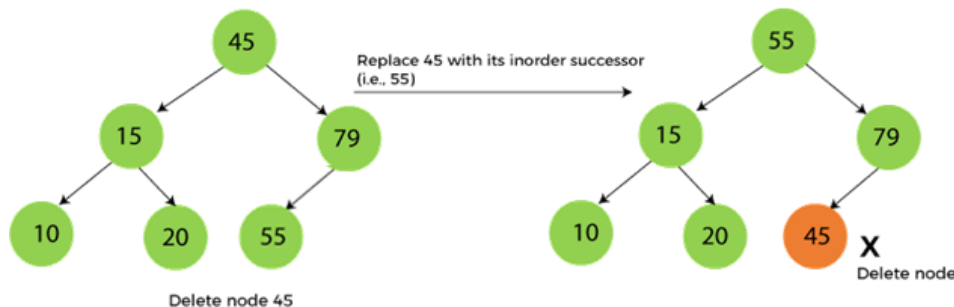 45
55
Replace 45 with its inorder successor
(i.e., 55)
15
79
15
79
10
20
55
10
20
45
X
Delete node
Delete node 45